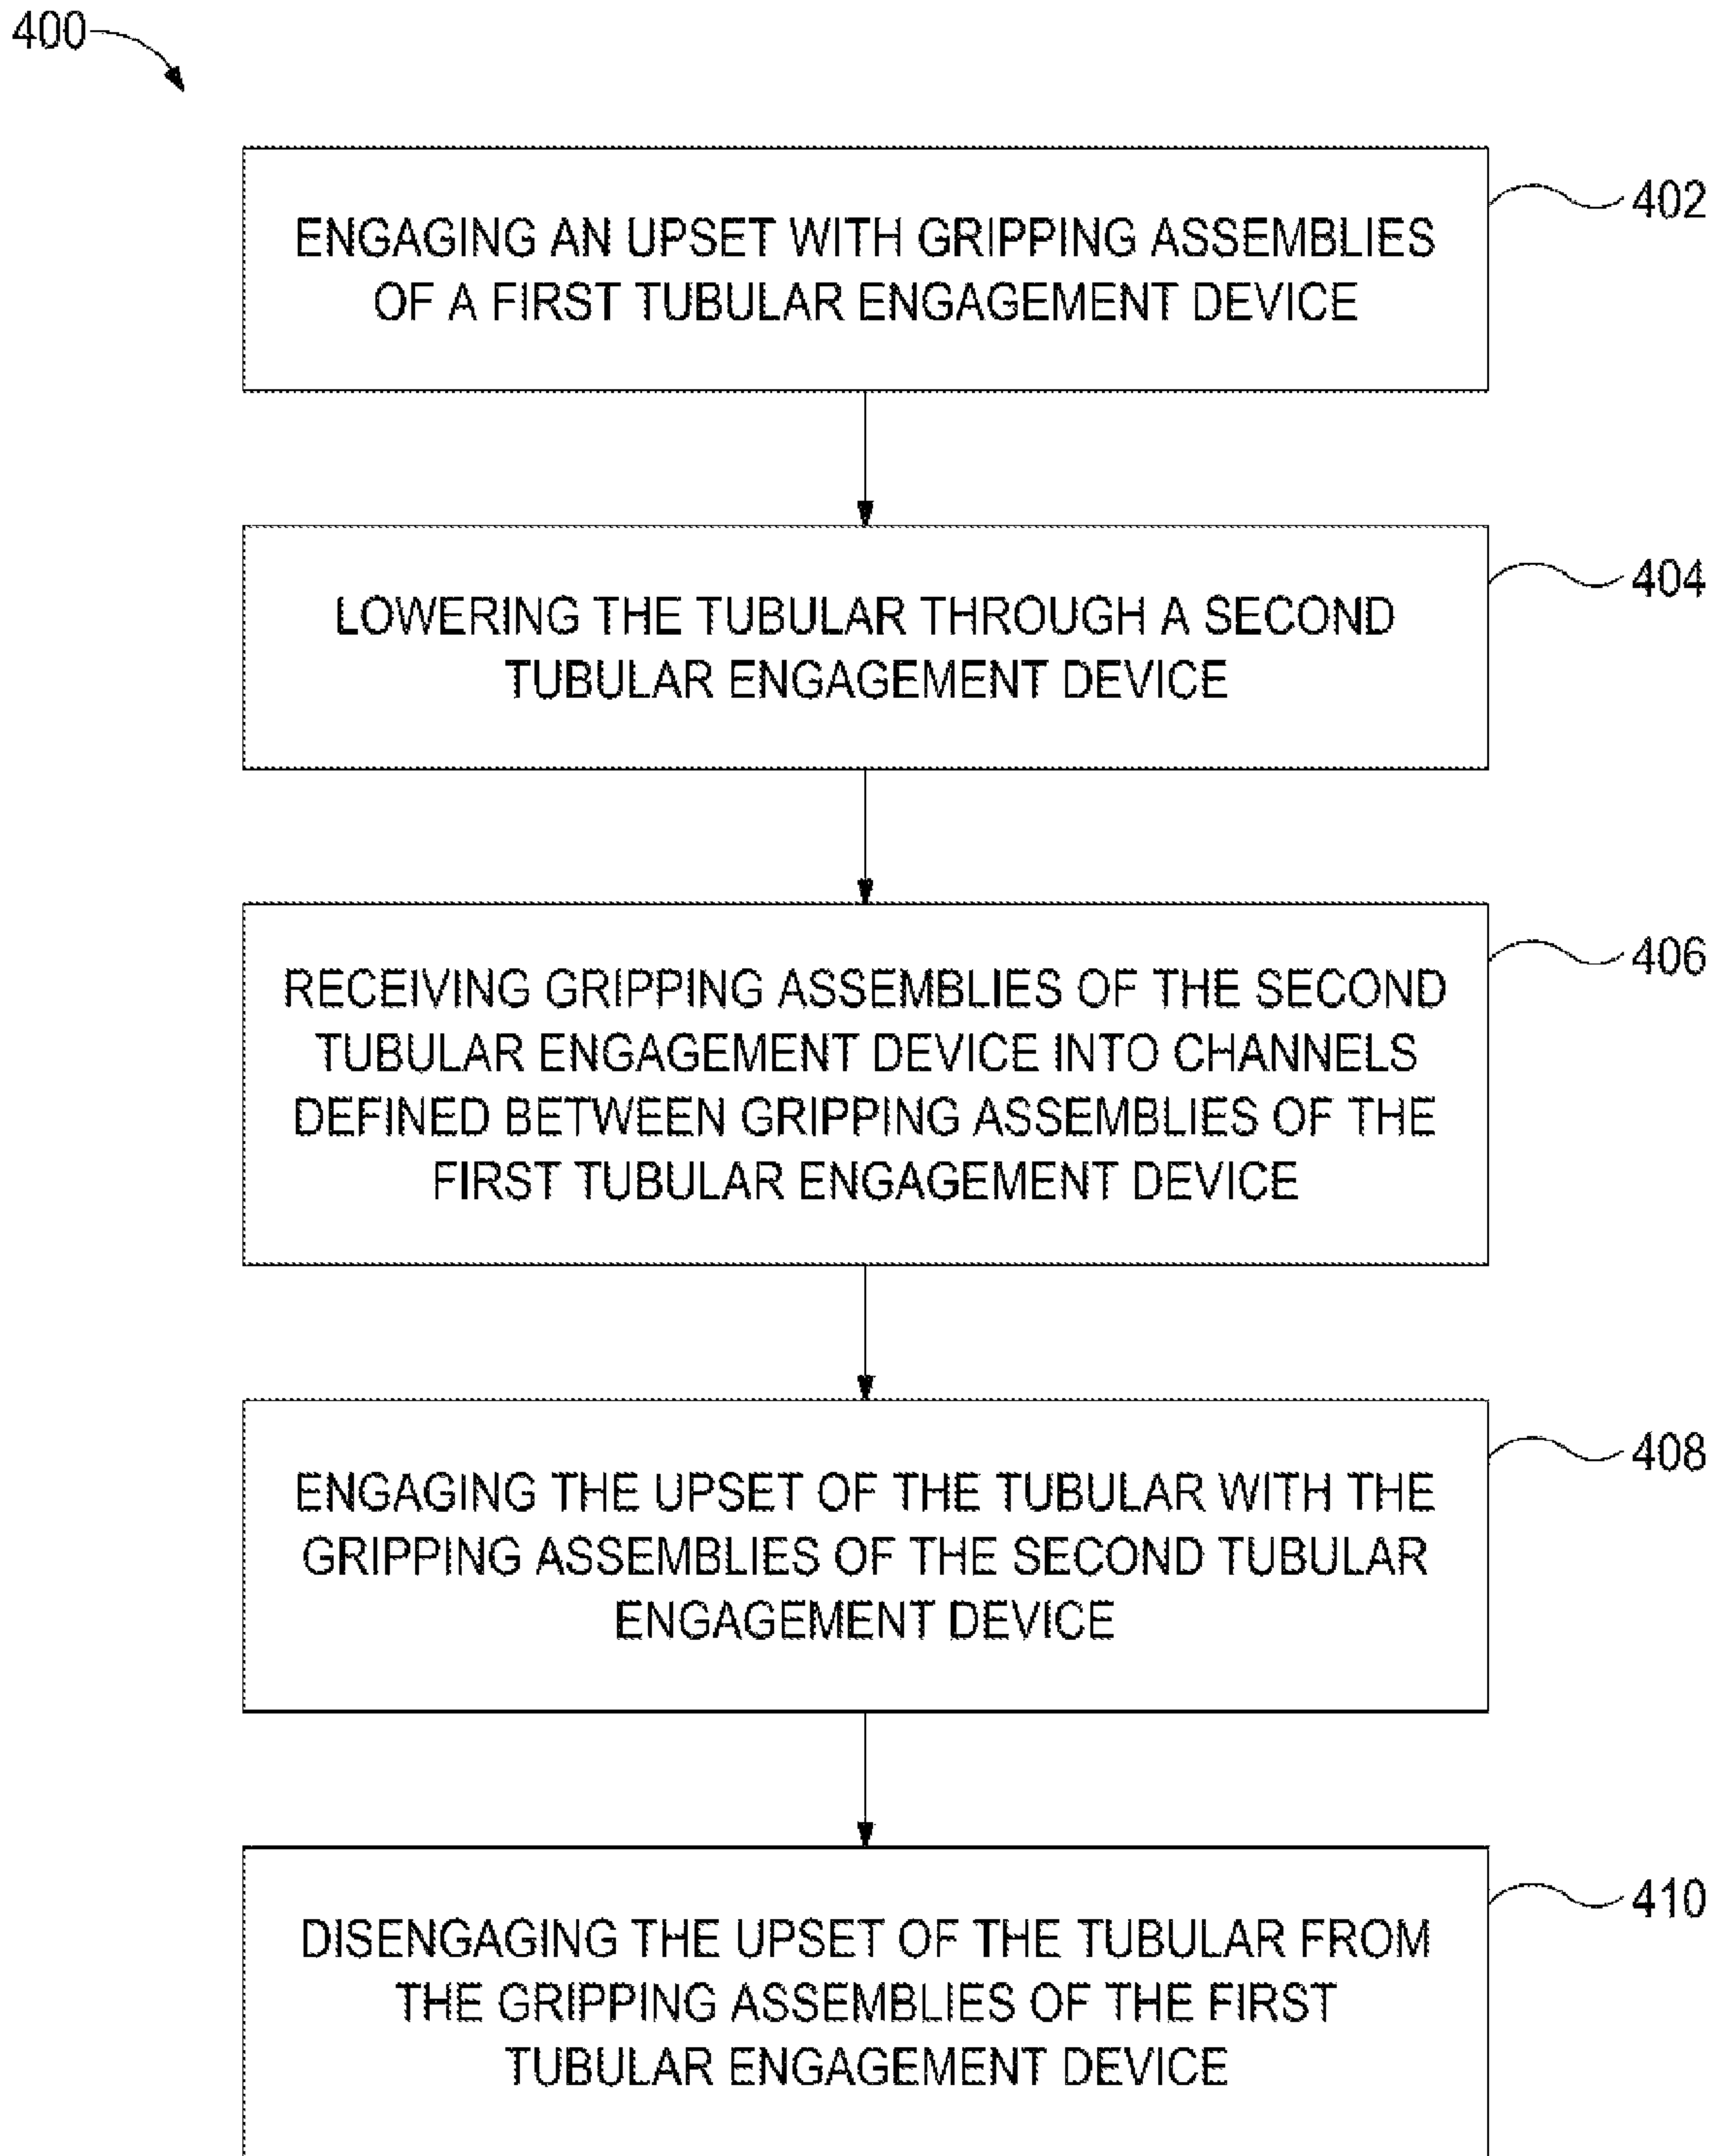 400
ENGAGING AN UPSET WITH GRIPPING ASSEMBLIES
OF A FIRST TUBULAR ENGAGEMENT DEVICE
402
LOWERING THE TUBULAR THROUGH A SECOND
TUBULAR ENGAGEMENT DEVICE
404
RECEIVING GRIPPING ASSEMBLIES OF THE SECOND
TUBULAR ENGAGEMENT DEVICE INTO CHANNELS
DEFINED BETWEEN GRIPPING ASSEMBLIES OF THE
FIRST TUBULAR ENGAGEMENT DEVICE
406
ENGAGING THE UPSET OF THE TUBULAR WITH THE
GRIPPING ASSEMBLIES OF THE SECOND TUBULAR
ENGAGEMENT DEVICE
408
DISENGAGING THE UPSET OF THE TUBULAR FROM
THE GRIPPING ASSEMBLIES OF THE FIRST
TUBULAR ENGAGEMENT DEVICE
410